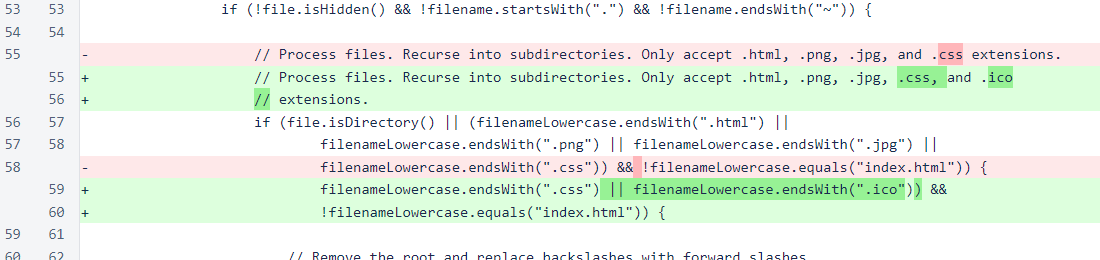 53 53 if (!file.isHidden() && !filename.startsWith(".") && !filename.endsWith("~")) {
54 54
55 - // Process files. Recurse into subdirectories. Only accept .html, .png, .jpg, and .css extensions.
55 + // Process files. Recurse into subdirectories. Only accept .html, .png, .jpg, .css, and .ico
56 + // extensions.
56 57 if (file.isDirectory() || (filenameLowercase.endsWith(".html") ||
57 58 filenameLowercase.endsWith(".png") || filenameLowercase.endsWith(".jpg") ||
58 - filenameLowercase.endsWith(".css")) && !filenameLowercase.equals("index.html")) {
59 + filenameLowercase.endsWith(".css") || filenameLowercase.endsWith(".ico")) &&
60 + !filenameLowercase.equals("index.html")) {
59 61
60 62 // Remove the root and replace backslashes with forward slashes